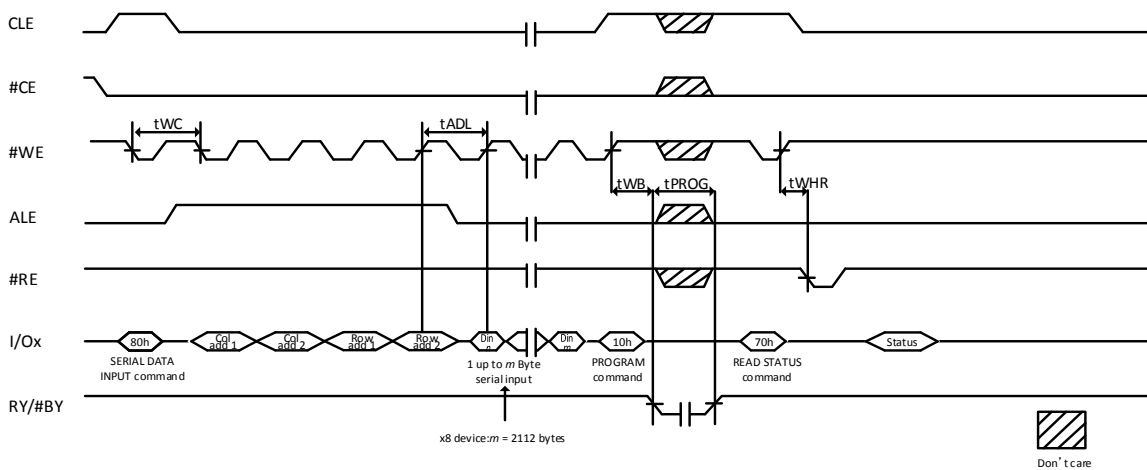 CLE
#CE
tWC
tADL
#WE
tWB
tPROG
tWHR
ALE
#RE
I/Ox
80h
Col
add 1
Col
add 2
Row
add 1
Row
add 2
Din
n
Din
m
10h
70h
Status
SERIAL DATA
INPUT command
1 up to m Byte
serial input
PROGRAM
command
READ STATUS
command
RY/#BY
x8 device:m = 2112 bytes
Don't care